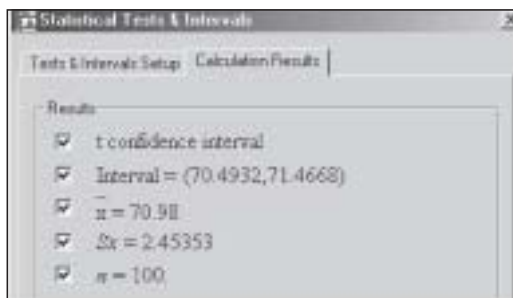 Statistical Tests & Intervals
Tests & Intervals Setup Calculation Results
Results
t confidence interval
Interval = (70.4932,71.4668)
x̅ = 70.98
Sx = 2.45353
n = 100